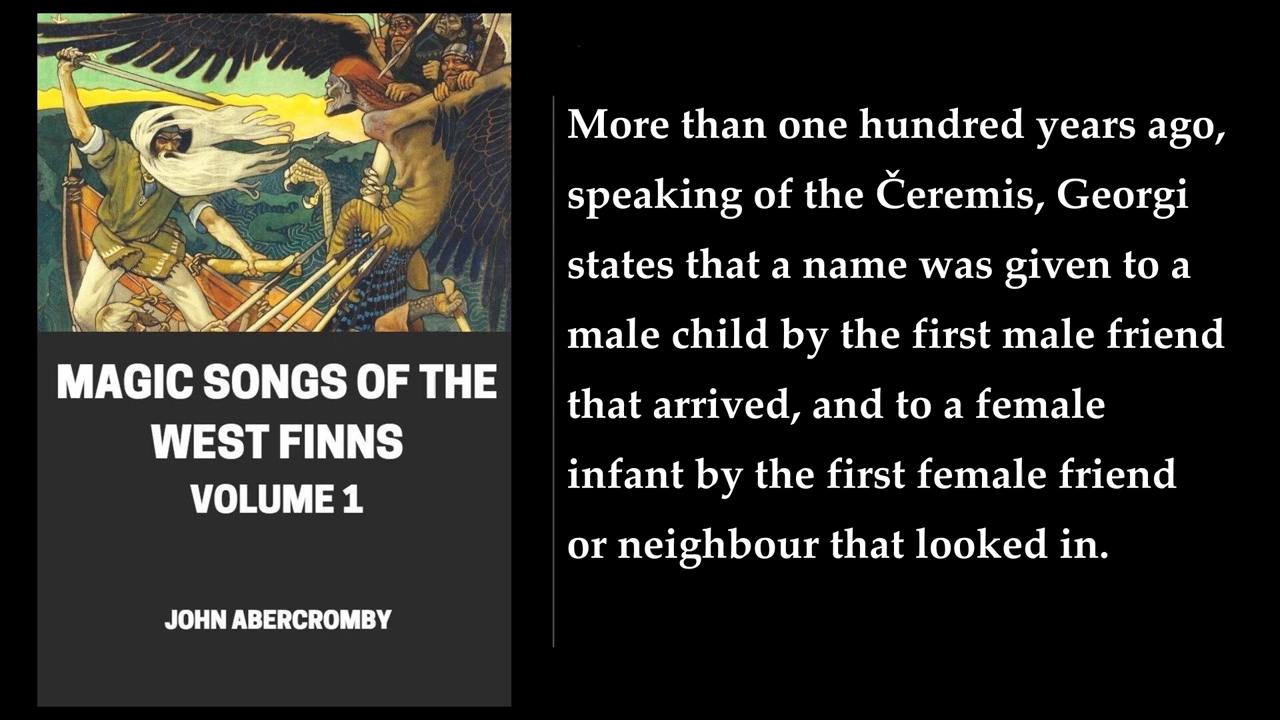 MAGIC SONGS OF THE
WEST FINNS
VOLUME 1
JOHN ABERCROMBY
More than one hundred years ago,
speaking of the Čeremis, Georgi
states that a name was given to a
male child by the first male friend
that arrived, and to a female
infant by the first female friend
or neighbour that looked in.